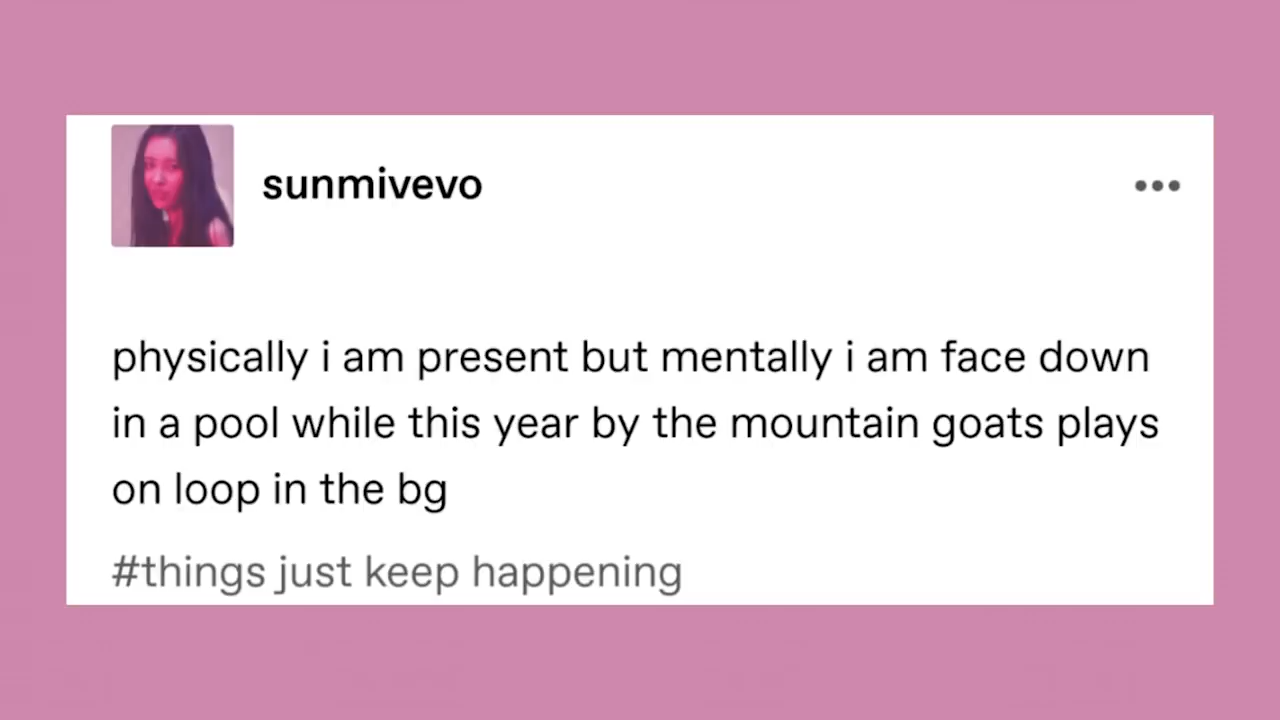 sunmivevo
physically i am present but mentally i am face down
in a pool while this year by the mountain goats plays
on loop in the bg
#things just keep happening